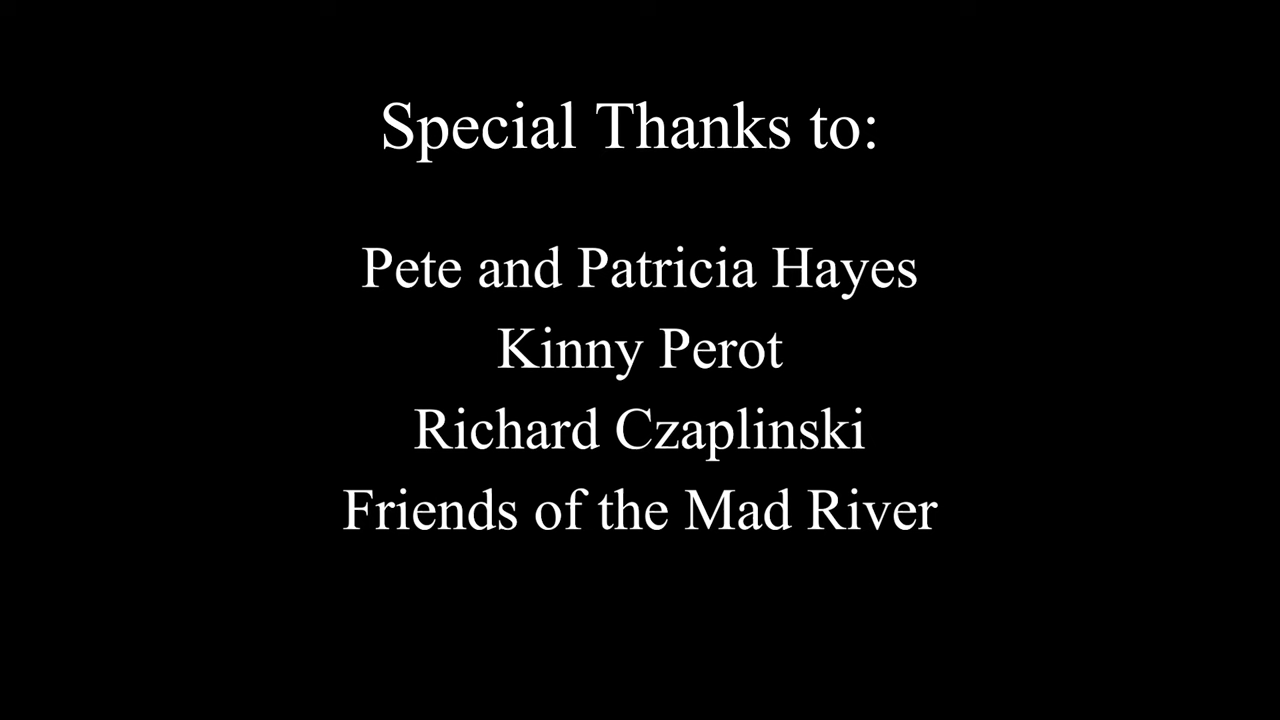 Special Thanks to:
Pete and Patricia Hayes
Kinny Perot
Richard Czaplinski
Friends of the Mad River